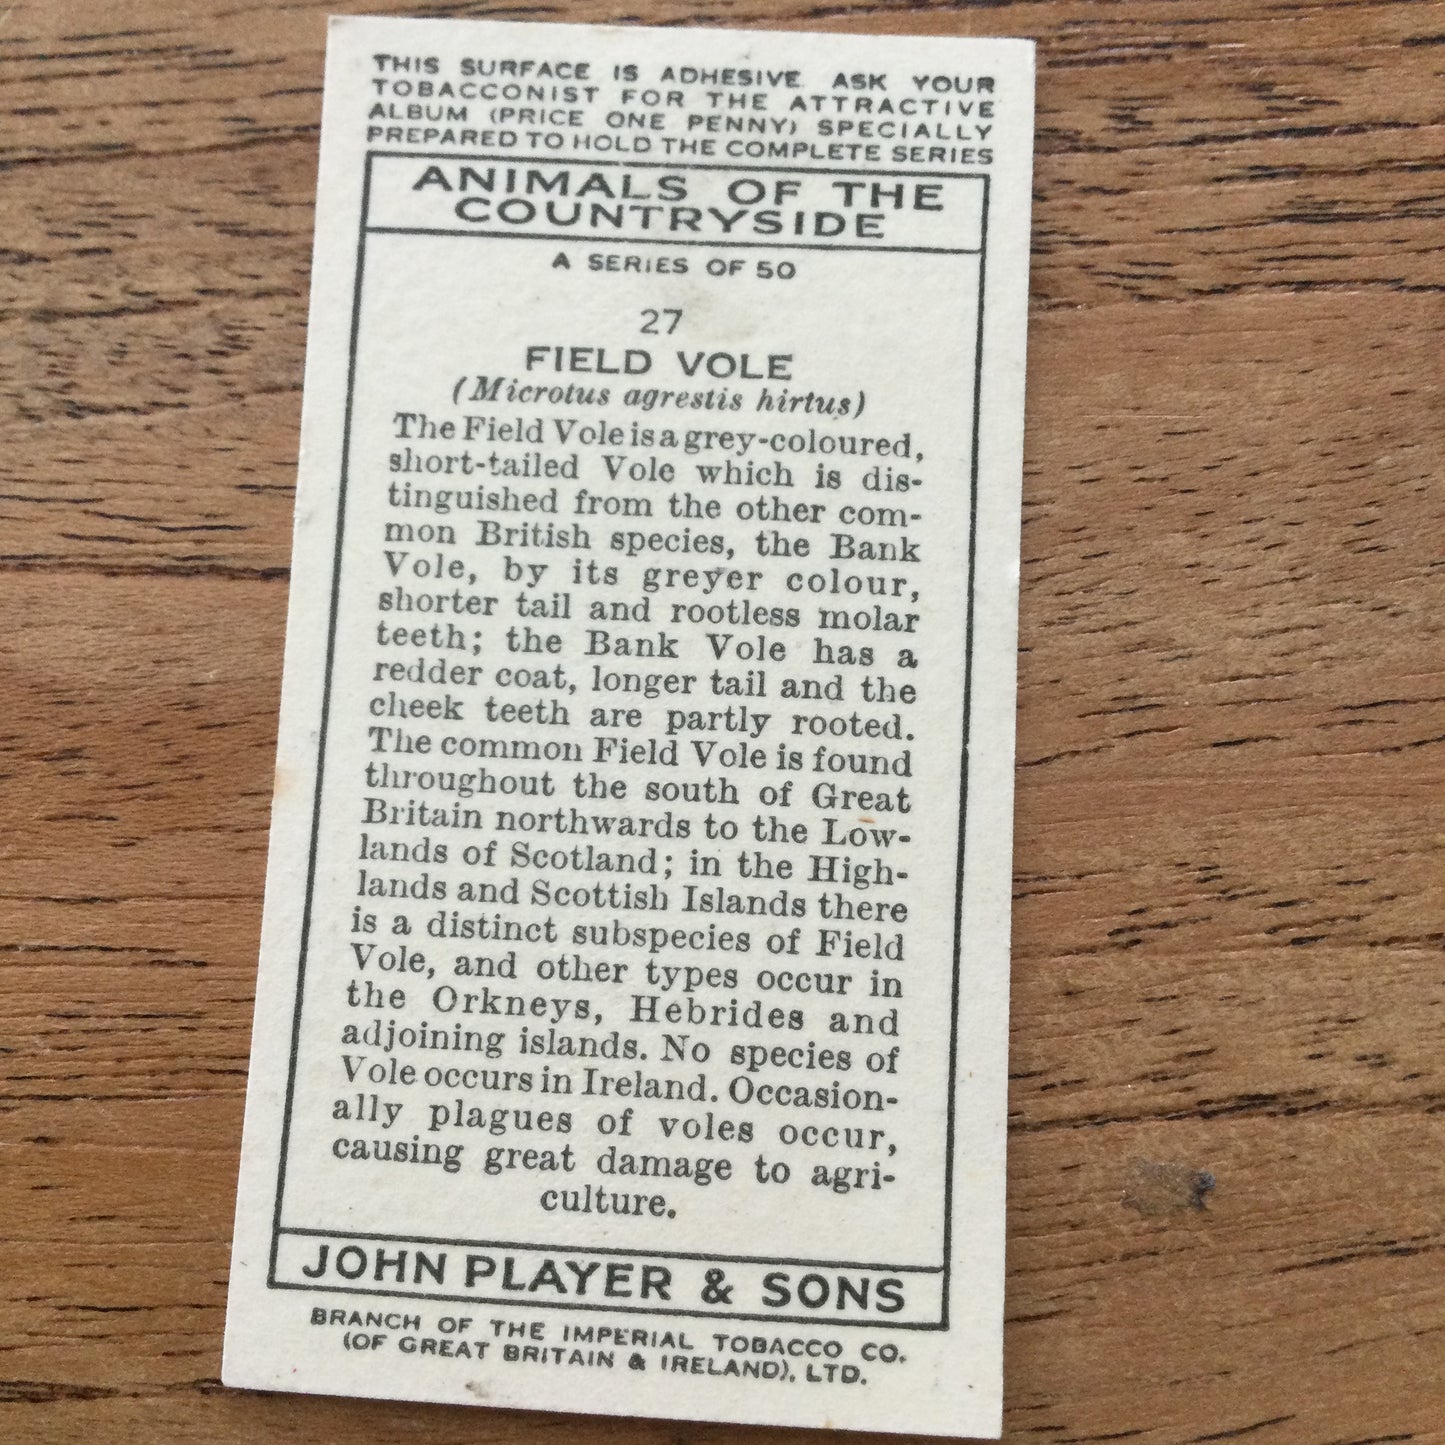 THIS SURFACE IS ADHESIVE. ASK YOUR
TOBACCONIST FOR THE ATTRACTIVE
ALBUM (PRICE ONE PENNY) SPECIALLY
PREPARED TO HOLD THE COMPLETE SERIES
ANIMALS OF THE
COUNTRYSIDE
A SERIES OF 50
27
FIELD VOLE
(Microtus agrestis hirtus)
The Field Vole is a grey-coloured,
short-tailed Vole which is dis-
tinguished from the other com-
mon British species, the Bank
Vole, by its greyer colour,
shorter tail and rootless molar
teeth; the Bank Vole has a
redder coat, longer tail and the
cheek teeth are partly rooted.
The common Field Vole is found
throughout the south of Great
Britain northwards to the Low-
lands of Scotland; in the High-
lands and Scottish Islands there
is a distinct subspecies of Field
Vole, and other types occur in
the Orkneys, Hebrides and
adjoining islands. No species of
Vole occurs in Ireland. Occasion-
ally plagues of voles occur,
causing great damage to agri-
culture.
JOHN PLAYER & SONS
BRANCH OF THE IMPERIAL TOBACCO CO.
(OF GREAT BRITAIN & IRELAND), LTD.